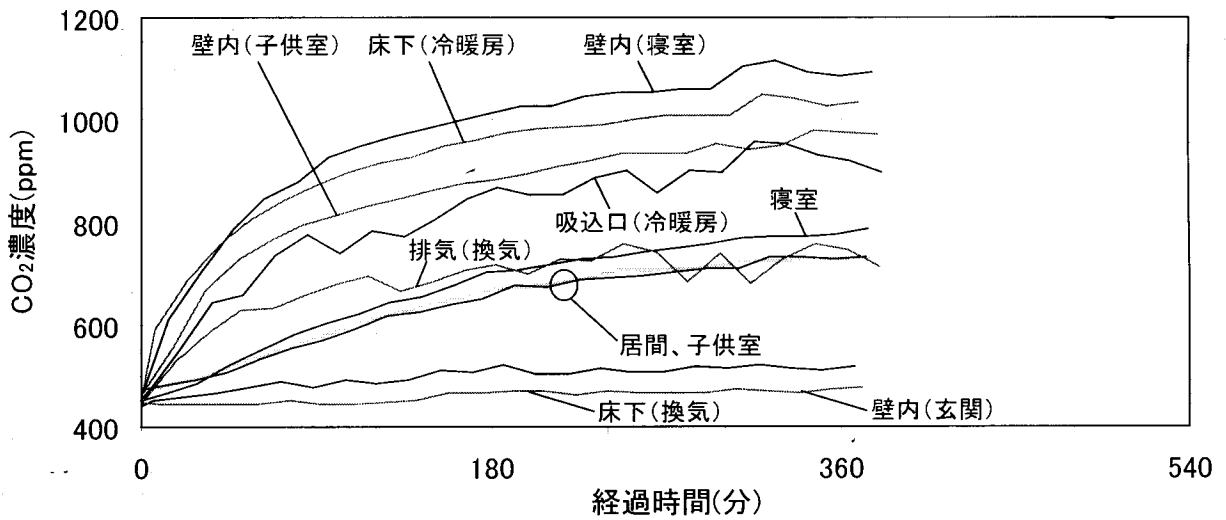 1200
1000
800
600
400
CO2濃度(ppm)
壁内(子供室)
床下(冷暖房)
壁内(寝室)
寝室
吸込口(冷暖房)
排気(換気)
居間、子供室
床下(換気)
壁内(玄関)
0
180
360
540
経過時間(分)